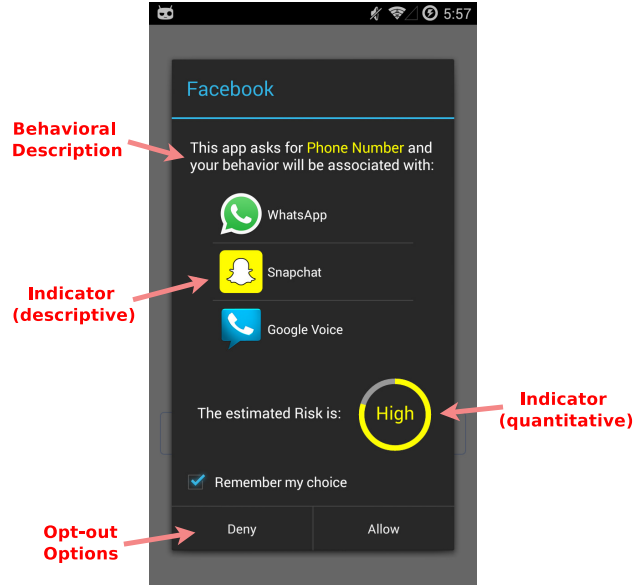 5:57
Facebook
Behavioral
Description
This app asks for Phone Number and
your behavior will be associated with:
WhatsApp
Snapchat
Indicator
(descriptive)
Google Voice
The estimated Risk is:
High
Indicator
(quantitative)
Remember my choice
Opt-out
Options
Deny
Allow